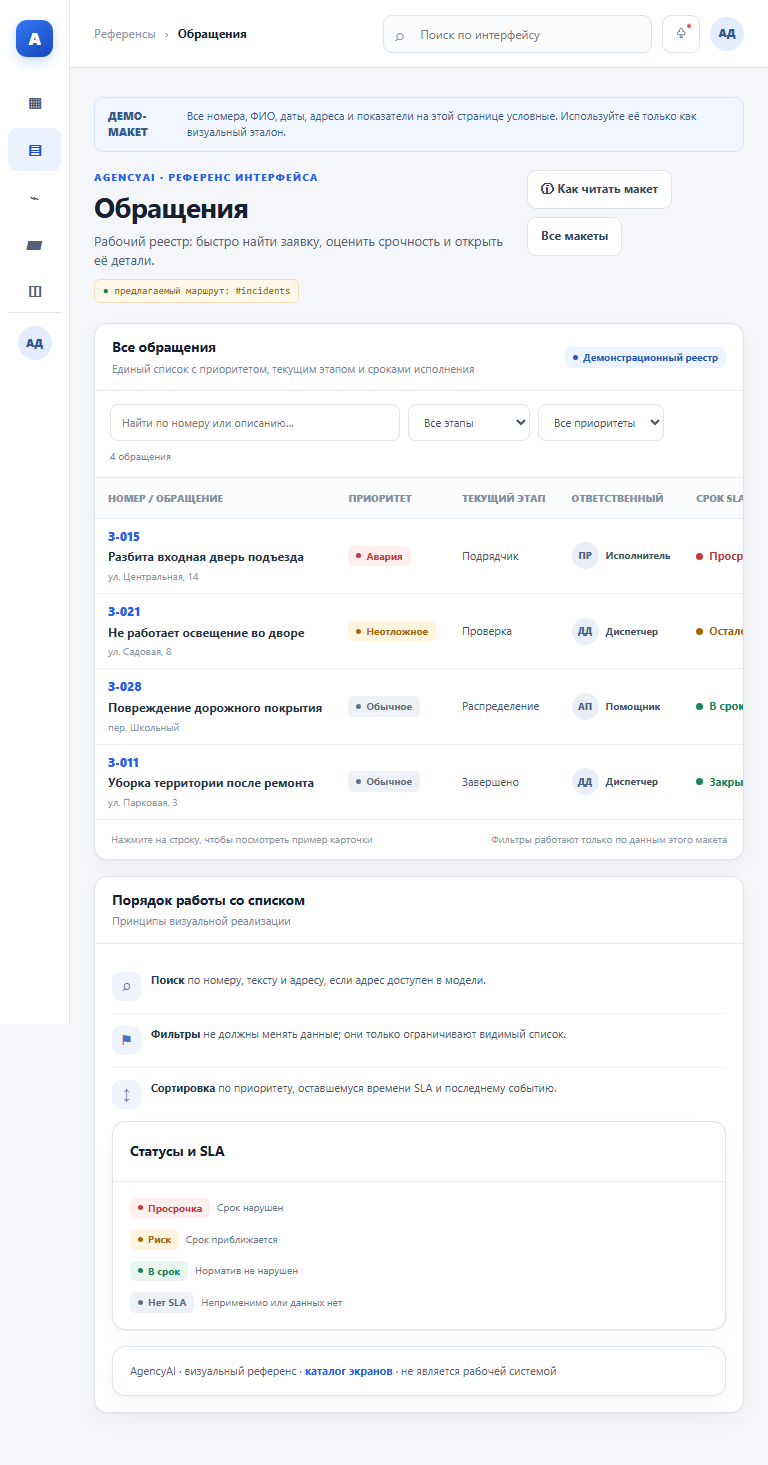 A
Референсы › Обращения
Поиск по интерфейсу
АД
АД
ДЕМО-
МАКЕТ
Все номера, ФИО, даты, адреса и показатели на этой странице условные. Используйте её только как
визуальный эталон.
AGENCYAI · РЕФЕРЕНС ИНТЕРФЕЙСА
Обращения
Рабочий реестр: быстро найти заявку, оценить срочность и открыть
её детали.
предлагаемый маршрут: #incidents
Как читать макет
Все макеты
Все обращения
Единый список с приоритетом, текущим этапом и сроками исполнения
Демонстрационный реестр
Найти по номеру или описанию...
Все этапы
Все приоритеты
4 обращения
НОМЕР / ОБРАЩЕНИЕ ПРИОРИТЕТ ТЕКУЩИЙ ЭТАП ОТВЕТСТВЕННЫЙ СРОК SLA
З-015
Разбита входная дверь подъезда
ул. Центральная, 14
Авария
Подрядчик
ПР Исполнитель
Проср
З-021
Не работает освещение во дворе
ул. Садовая, 8
Неотложное
Проверка
ДД Диспетчер
Остало
З-028
Повреждение дорожного покрытия
пер. Школьный
Обычное
Распределение
АП Помощник
В срок
З-011
Уборка территории после ремонта
ул. Парковая, 3
Обычное
Завершено
ДД Диспетчер
Закры
Нажмите на строку, чтобы посмотреть пример карточки
Фильтры работают только по данным этого макета
Порядок работы со списком
Принципы визуальной реализации
Поиск по номеру, тексту и адресу, если адрес доступен в модели.
Фильтры не должны менять данные; они только ограничивают видимый список.
Сортировка по приоритету, оставшемуся времени SLA и последнему событию.
Статусы и SLA
Просрочка Срок нарушен
Риск Срок приближается
В срок Норматив не нарушен
Нет SLA Неприменимо или данных нет
AgencyAI · визуальный референс · каталог экранов · не является рабочей системой